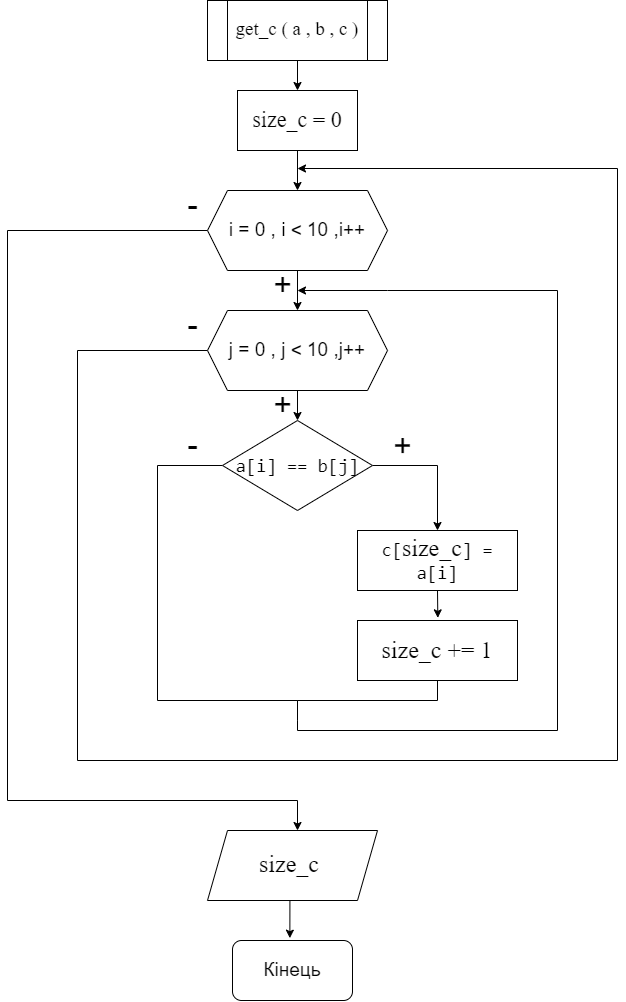 get_c ( a , b , c )
size_c = 0
-
i = 0 , i < 10 ,i++
+
-
j = 0 , j < 10 ,j++
+
-
+
a[i] == b[j]
c[size_c] =
a[i]
size_c += 1
size_c
Кінець